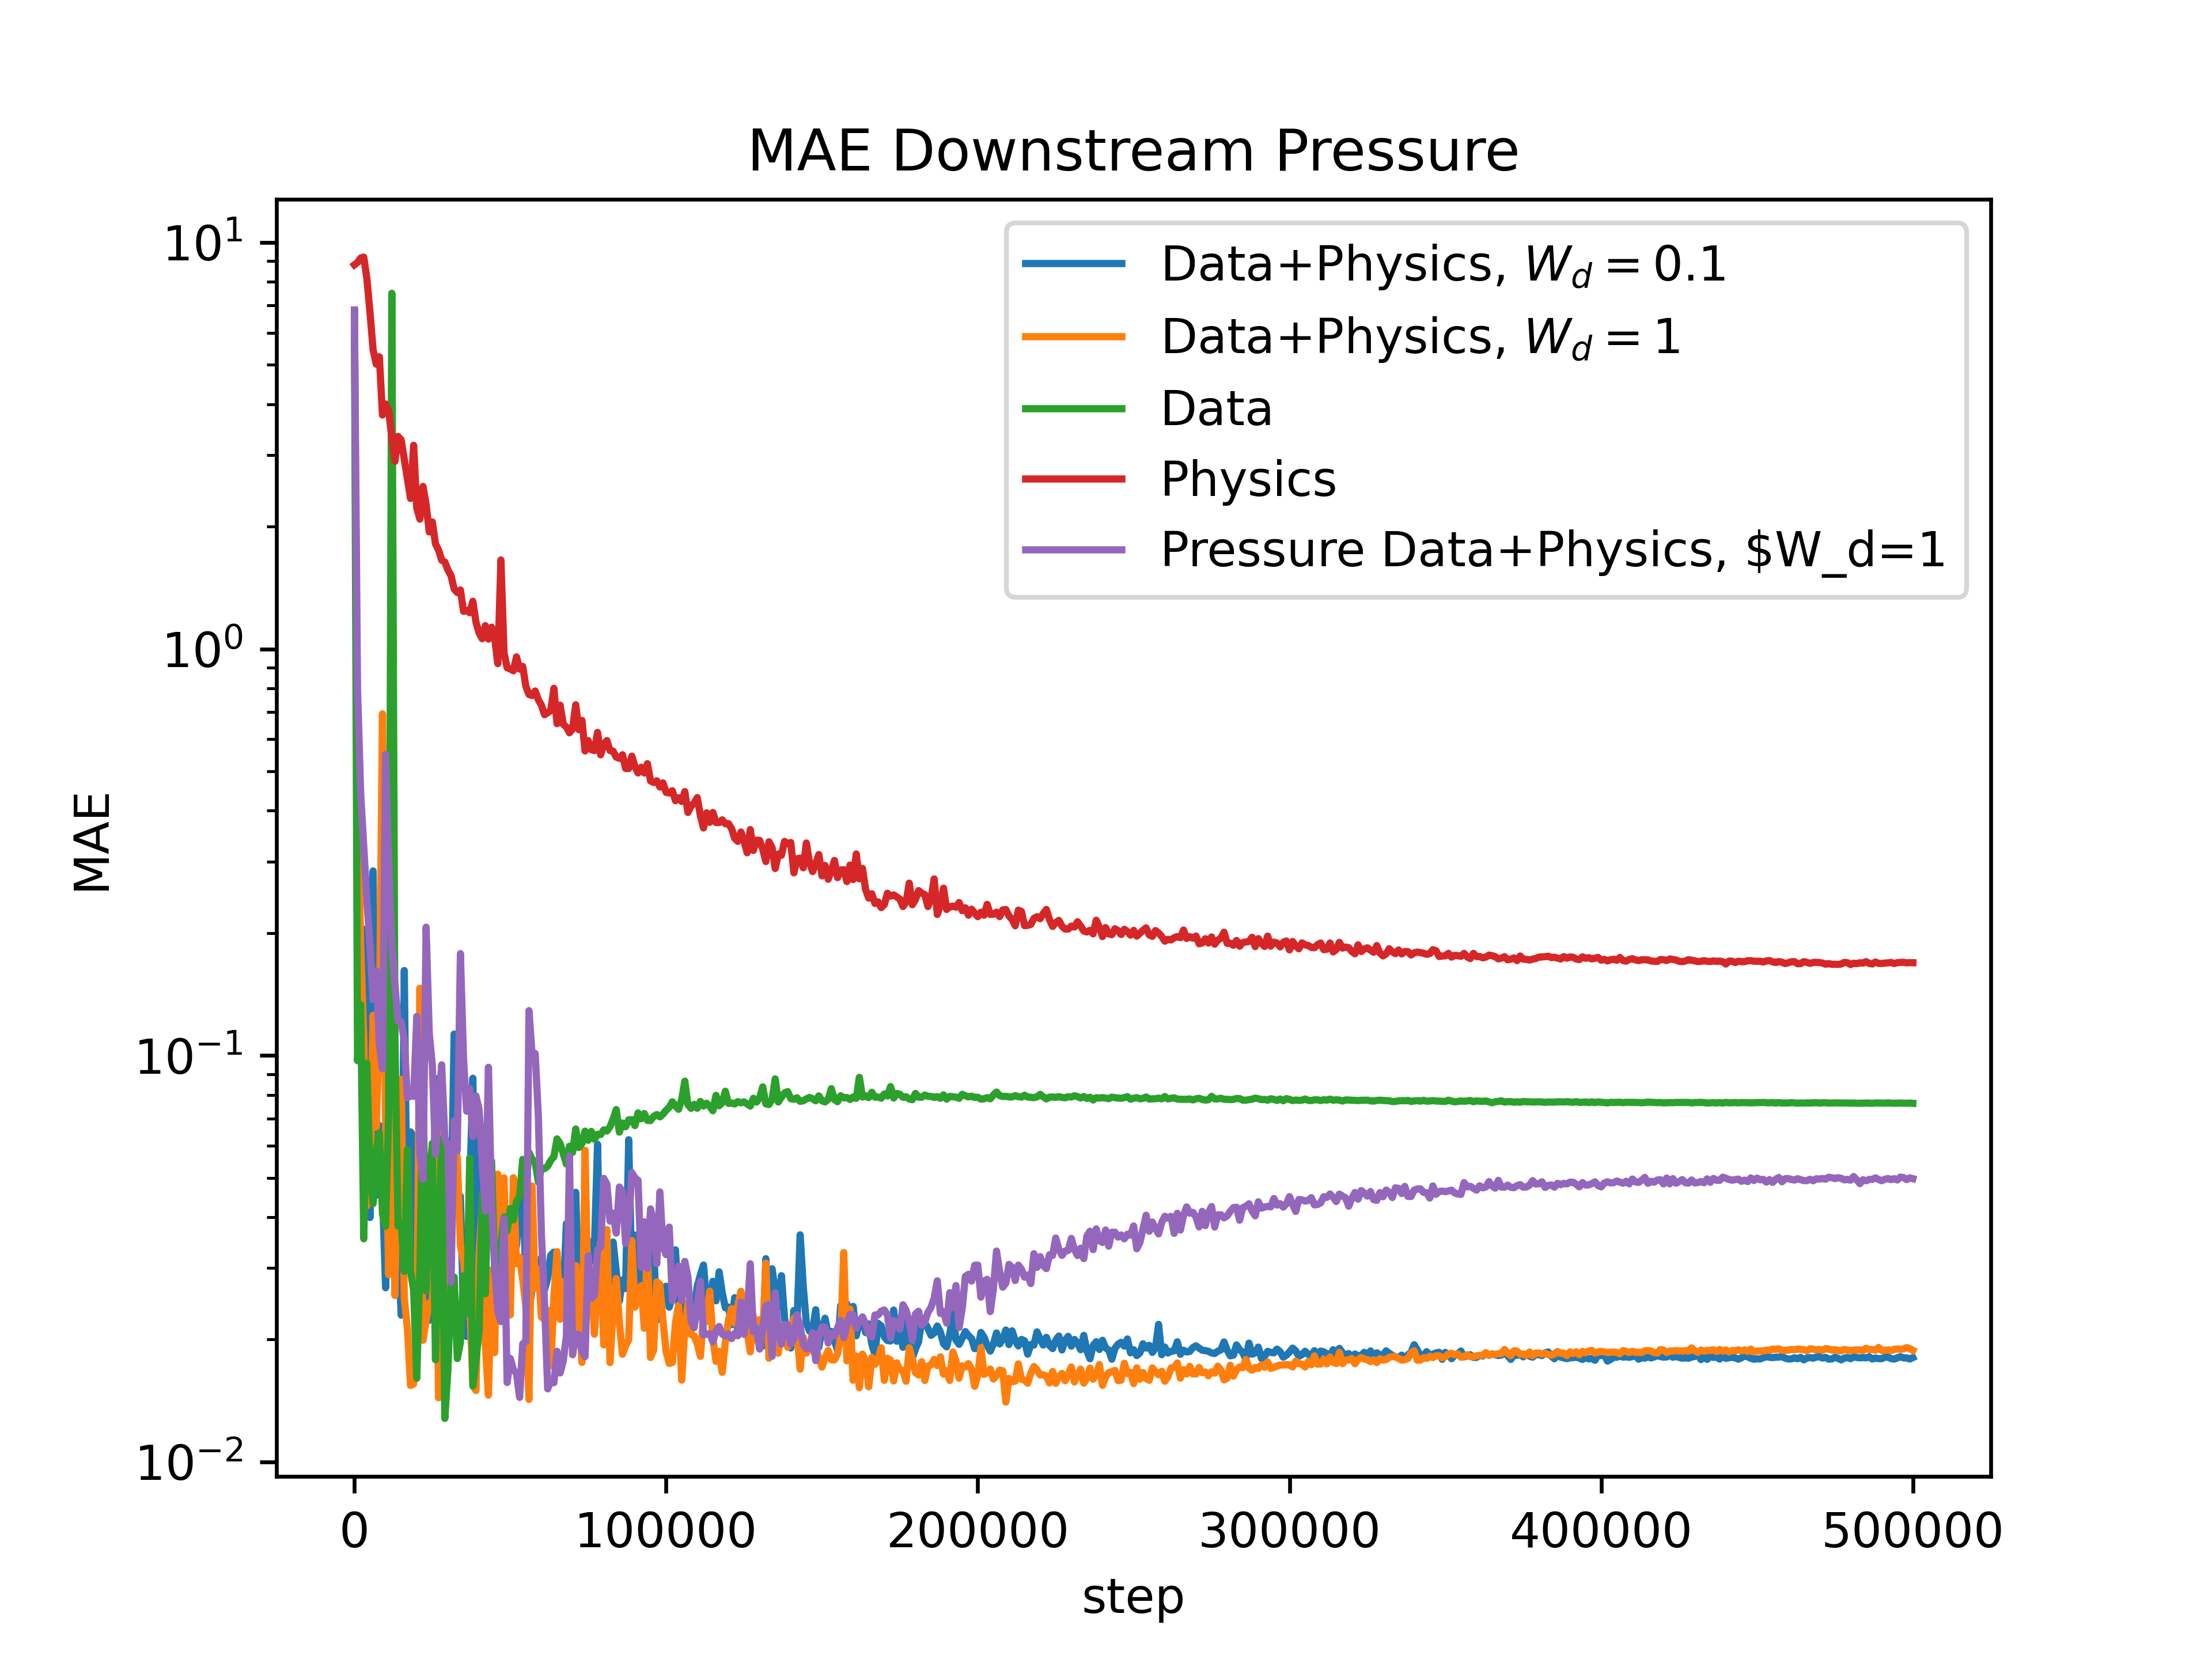 MAE Downstream Pressure
10¹
10⁰
10⁻¹
10⁻²
MAE
Data+Physics, W_d = 0.1
Data+Physics, W_d = 1
Data
Physics
Pressure Data+Physics, $W_d=1
0 100000 200000 300000 400000 500000
step